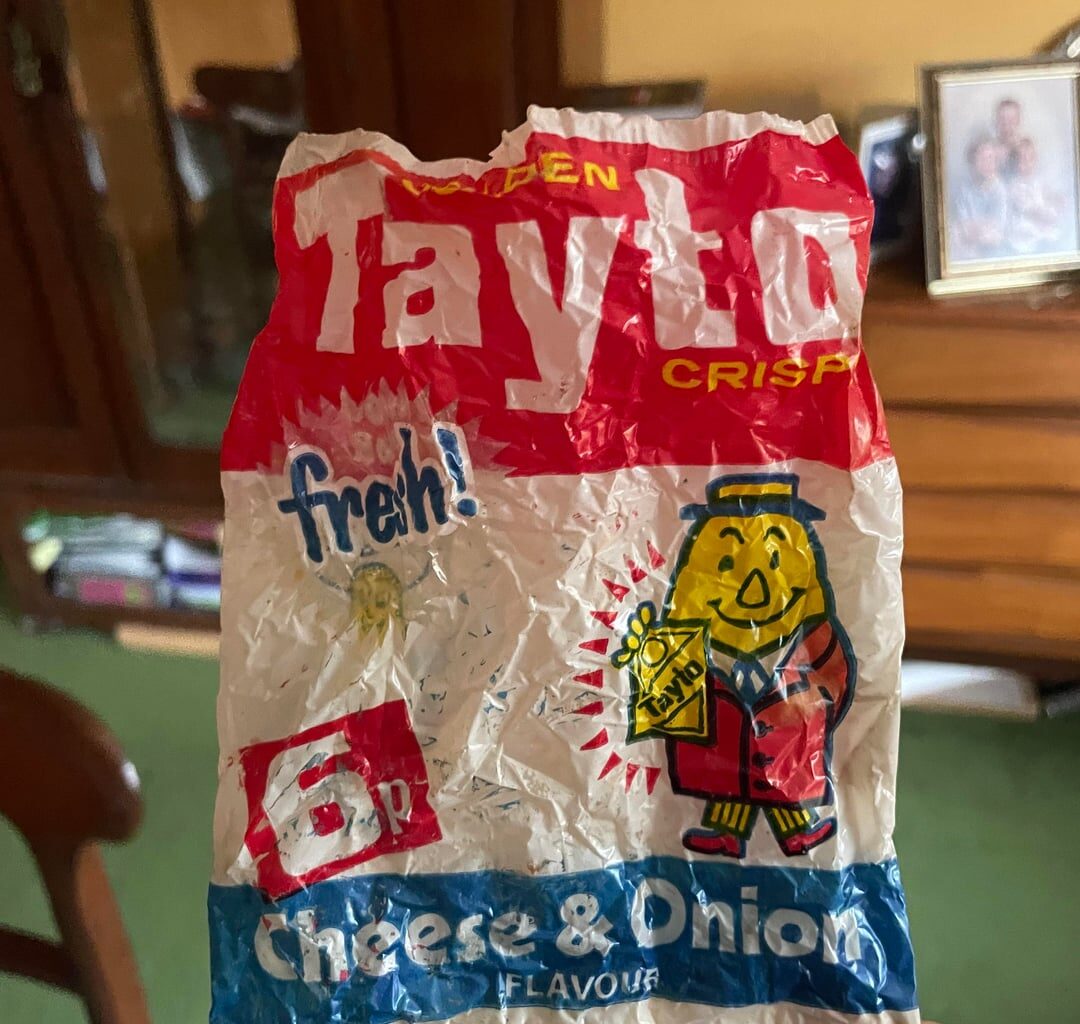 Tayto
CRISP
fresh!
Tayto
6p
Cheese & Onion
FLAVOUR